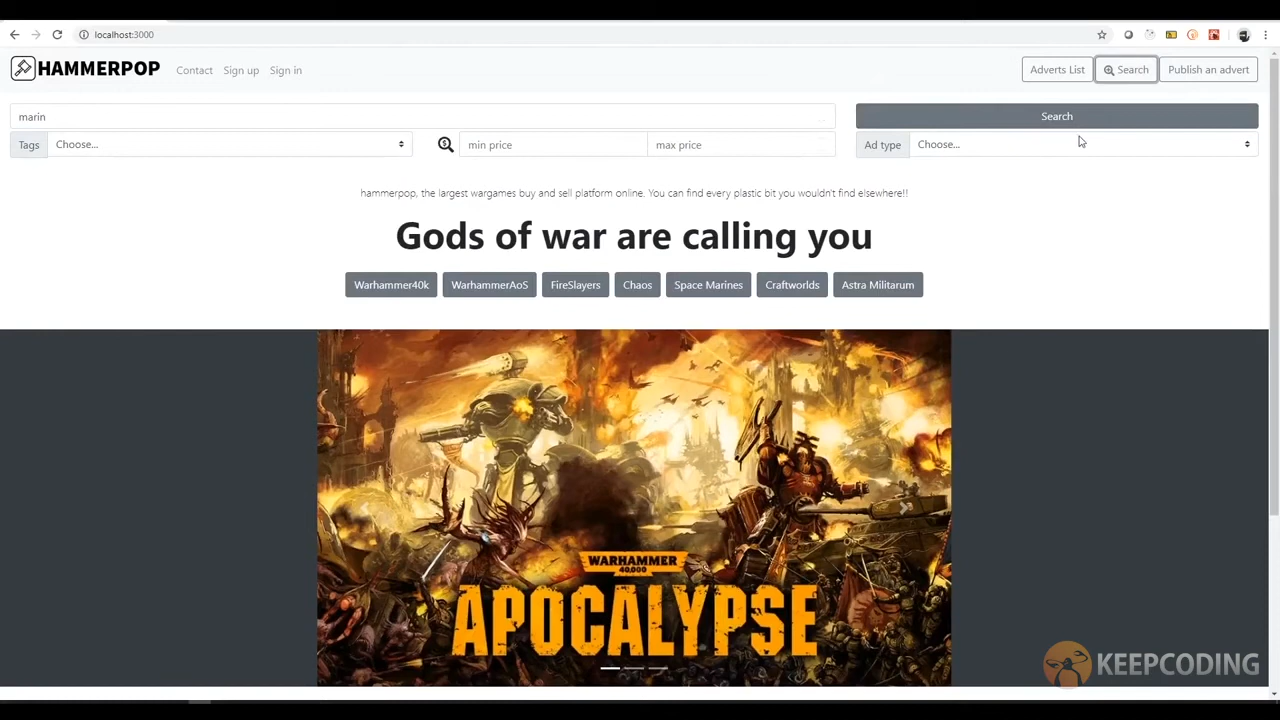 localhost:3000
HAMMERPOP Contact Sign up Sign in Adverts List Search Publish an advert
marin Search
Tags Choose... min price max price Ad type Choose...
hammerpop, the largest wargames buy and sell platform online. You can find every plastic bit you wouldn't find elsewhere!!
Gods of war are calling you
Warhammer40k WarhammerAoS FireSlayers Chaos Space Marines Craftworlds Astra Militarum
WARHAMMER
40,000
APOCALYPSE
KEEPCODING